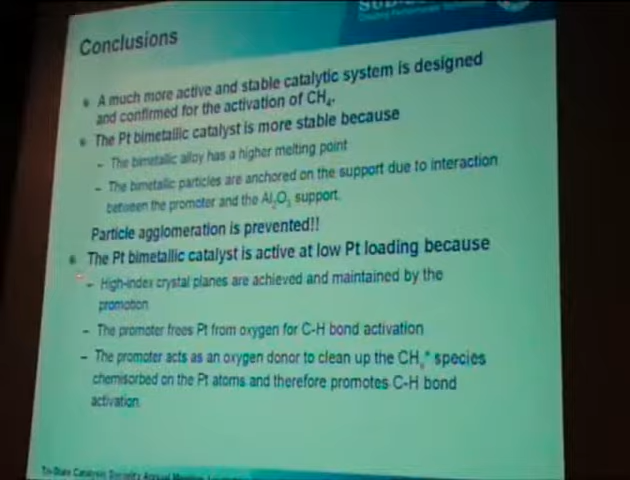 Conclusions
• A much more active and stable catalytic system is designed
and confirmed for the activation of CH₄.
• The Pt bimetallic catalyst is more stable because
– The bimetallic alloy has a higher melting point
– The bimetallic particles are anchored on the support due to interaction
between the promoter and the Al₂O₃ support.
Particle agglomeration is prevented!!
• The Pt bimetallic catalyst is active at low Pt loading because
– High-index crystal planes are achieved and maintained by the
promotion
– The promoter frees Pt from oxygen for C-H bond activation
– The promoter acts as an oxygen donor to clean up the CHₓ* species
chemisorbed on the Pt atoms and therefore promotes C-H bond
activation
Tri-State Catalysis Society Annual